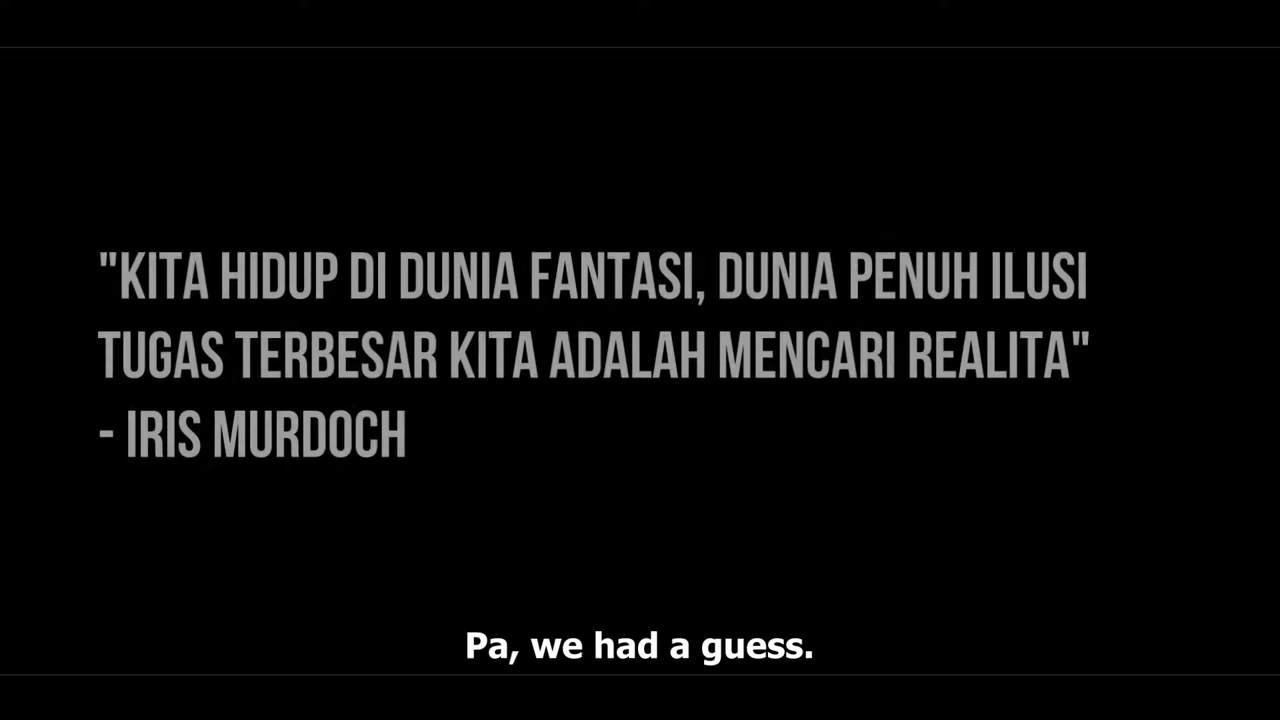 "KITA HIDUP DI DUNIA FANTASI, DUNIA PENUH ILUSI
TUGAS TERBESAR KITA ADALAH MENCARI REALITA"
- IRIS MURDOCH
Pa, we had a guess.